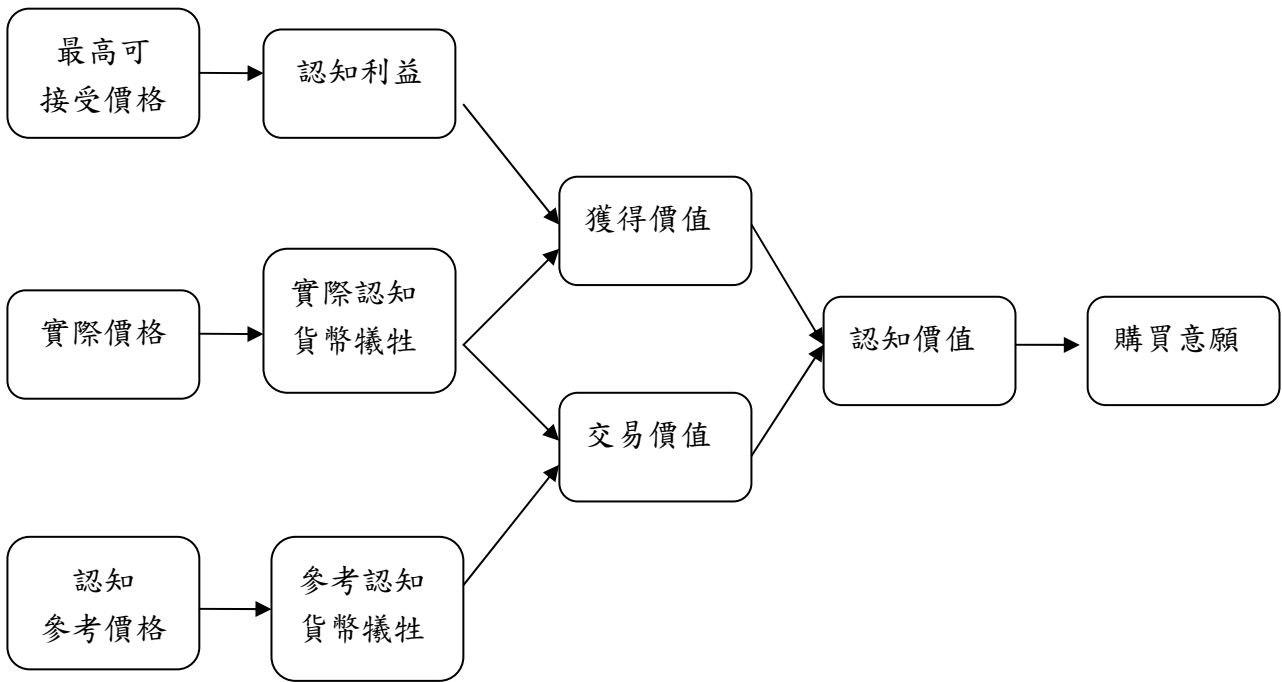 最高可
接受價格
認知利益
獲得價值
實際價格
實際認知
貨幣犠牲
認知價值
購買意願
交易價值
認知
參考價格
參考認知
貨幣犠牲